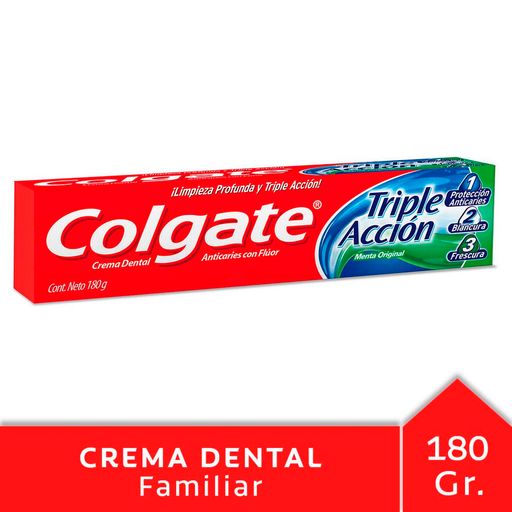 ¡Limpieza Profunda y Triple Acción!
Colgate®
Crema Dental
Anticaries con Flúor
Cont. Neto 180g
Triple
Acción
Menta Original
1
Protección
Anticaries
2
Blancura
3
Frescura
CREMA DENTAL
Familiar
180
Gr.